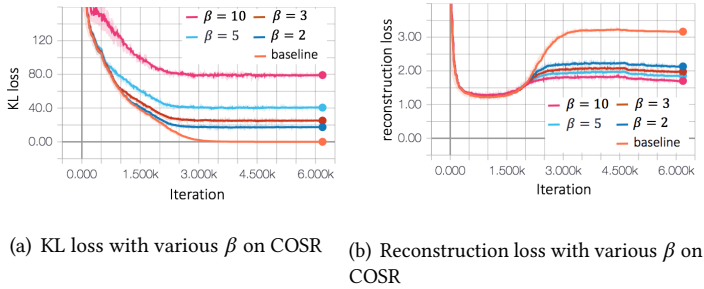 β = 10 β = 3
β = 5 β = 2
baseline
120
80.0
40.0
0.00
KL loss
0.000 1.500k 3.000k 4.500k 6.000k
Iteration
(a) KL loss with various β on COSR
3.00
2.00
1.00
0.00
reconstruction loss
β = 10 β = 3
β = 5 β = 2
baseline
0.000 1.500k 3.000k 4.500k 6.000k
Iteration
(b) Reconstruction loss with various β on
COSR